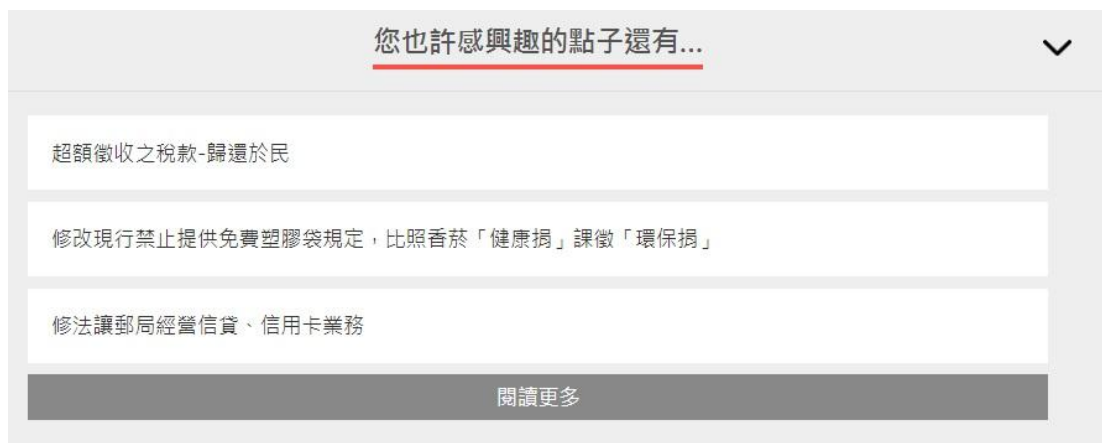 您也許感興趣的點子還有...
超額徵收之稅款-歸還於民
修改現行禁止提供免費塑膠袋規定，比照香菸「健康捐」課徵「環保捐」
修法讓郵局經營信貸、信用卡業務
閱讀更多